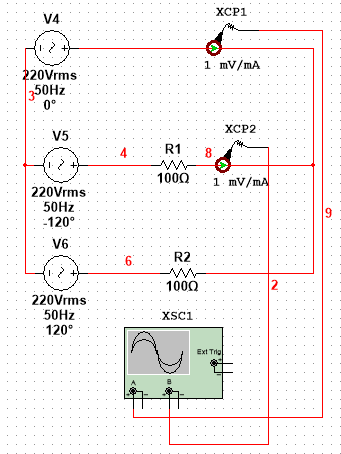 XCP1
V4
220Vrms
50Hz
0°
3
1 mV/mA
XCP2
V5
4
R1
8
100Ω
1 mV/mA
220Vrms
50Hz
-120°
9
V6
6
R2
100Ω
2
220Vrms
50Hz
120°
XSC1
Ext Trig
+
-
A
B
+
-
+
-